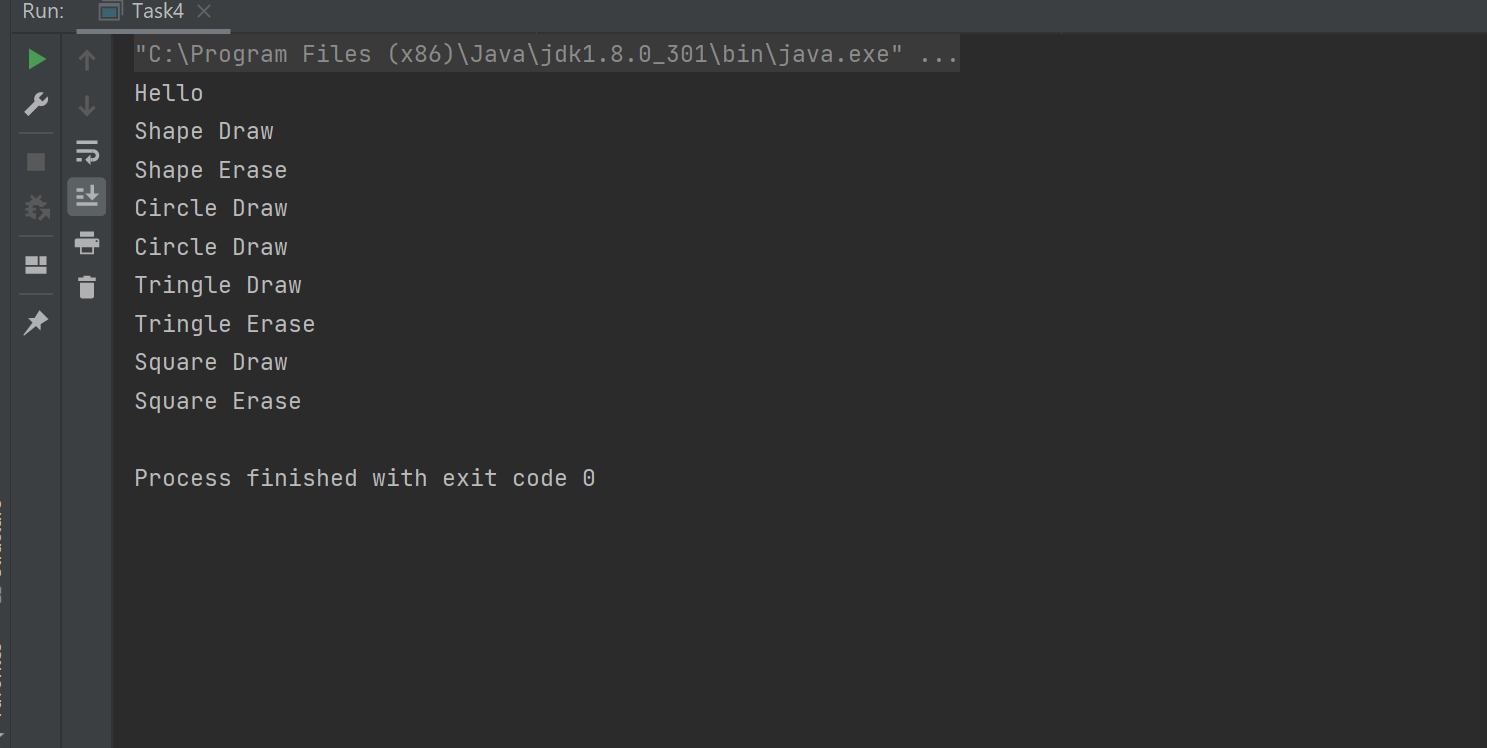 Run: Task4
"C:\Program Files (x86)\Java\jdk1.8.0_301\bin\java.exe" ...
Hello
Shape Draw
Shape Erase
Circle Draw
Circle Draw
Tringle Draw
Tringle Erase
Square Draw
Square Erase
Process finished with exit code 0